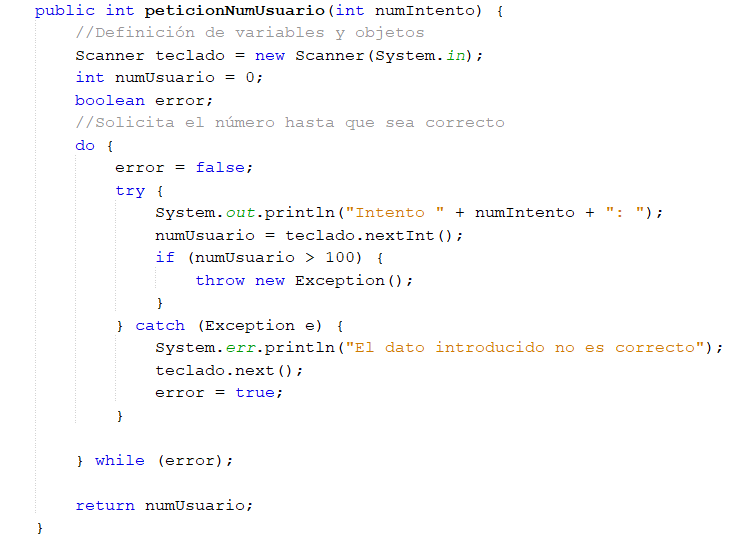 public int peticionNumUsuario(int numIntento) {
//Definición de variables y objetos
Scanner teclado = new Scanner(System.in);
int numUsuario = 0;
boolean error;
//Solicita el número hasta que sea correcto
do {
error = false;
try {
System.out.println("Intento " + numIntento + ": ");
numUsuario = teclado.nextInt();
if (numUsuario > 100) {
throw new Exception();
}
} catch (Exception e) {
System.err.println("El dato introducido no es correcto");
teclado.next();
error = true;
}
} while (error);
return numUsuario;
}